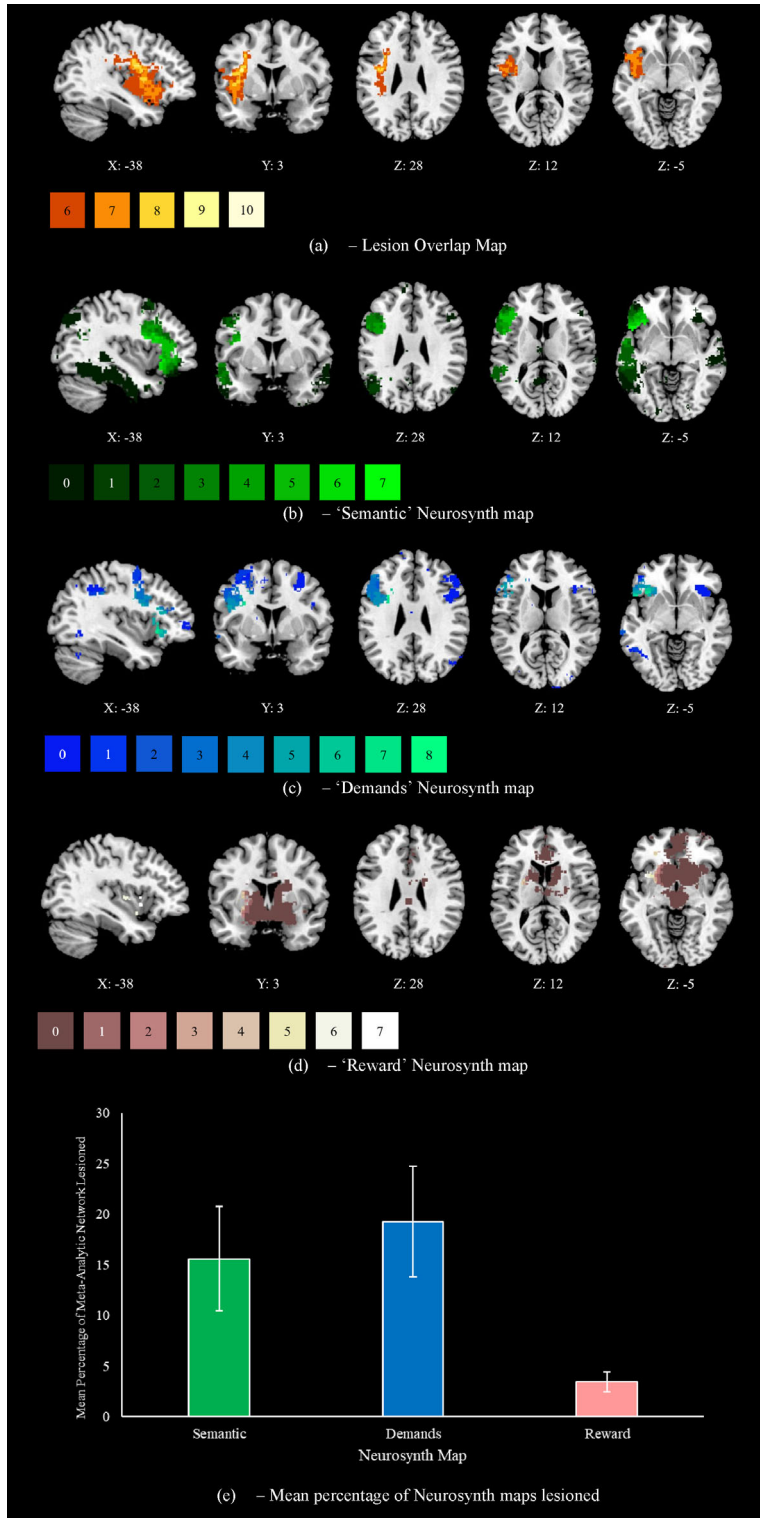 X: -38 Y: 3 Z: 28 Z: 12 Z: -5
6 7 8 9 10
(a) – Lesion Overlap Map
X: -38 Y: 3 Z: 28 Z: 12 Z: -5
0 1 2 3 4 5 6 7
(b) – ‘Semantic’ Neurosynth map
X: -38 Y: 3 Z: 28 Z: 12 Z: -5
0 1 2 3 4 5 6 7 8
(c) – ‘Demands’ Neurosynth map
X: -38 Y: 3 Z: 28 Z: 12 Z: -5
0 1 2 3 4 5 6 7
(d) – ‘Reward’ Neurosynth map
Mean Percentage of Meta-Analytic Network Lesioned
30
25
20
15
10
5
0
Semantic Demands Reward
Neurosynth Map
(e) – Mean percentage of Neurosynth maps lesioned